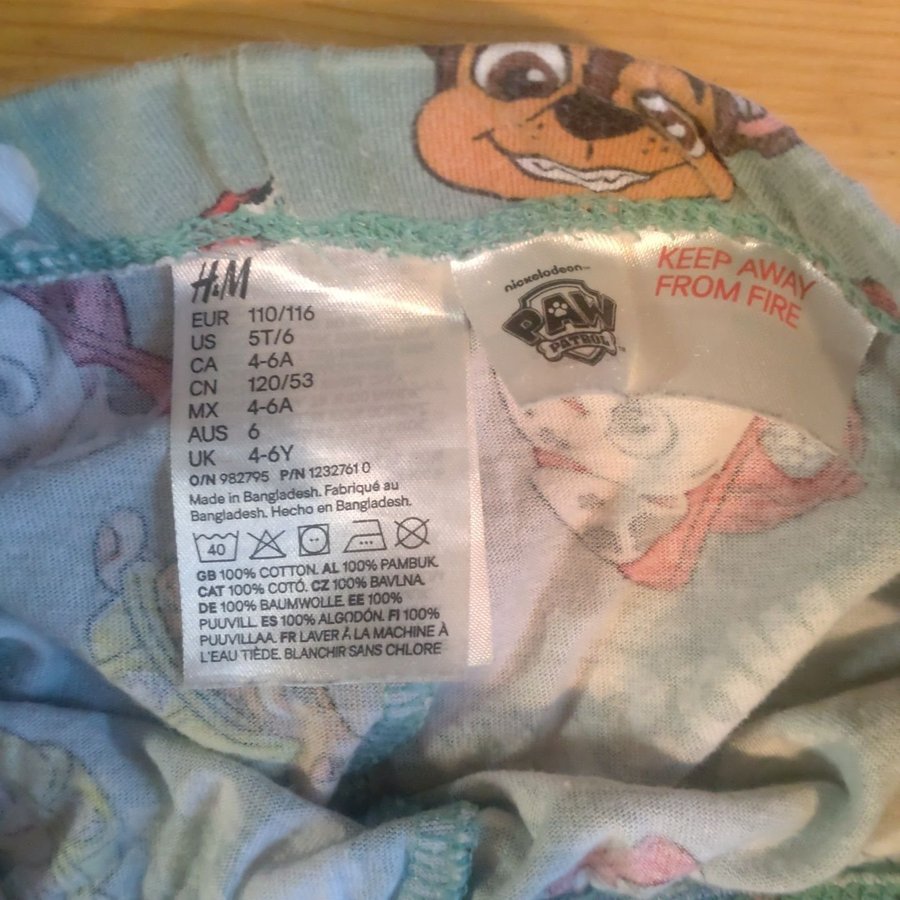 H&M
EUR 110/116
US 5T/6
CA 4-6A
CN 120/53
MX 4-6A
AUS 6
UK 4-6Y
O/N 982795 P/N 1232761 0
Made in Bangladesh. Fabriqué au
Bangladesh. Hecho en Bangladesh.
40
GB 100% COTTON. AL 100% PAMBUK.
CAT 100% COTÓ. CZ 100% BAVLNA.
DE 100% BAUMWOLLE. EE 100%
PUUVILL. ES 100% ALGODÓN. FI 100%
PUUVILLAA. FR LAVER À LA MACHINE À
L'EAU TIÈDE. BLANCHIR SANS CHLORE
nickelodeon™
PAW
PATROL™
KEEP AWAY
FROM FIRE